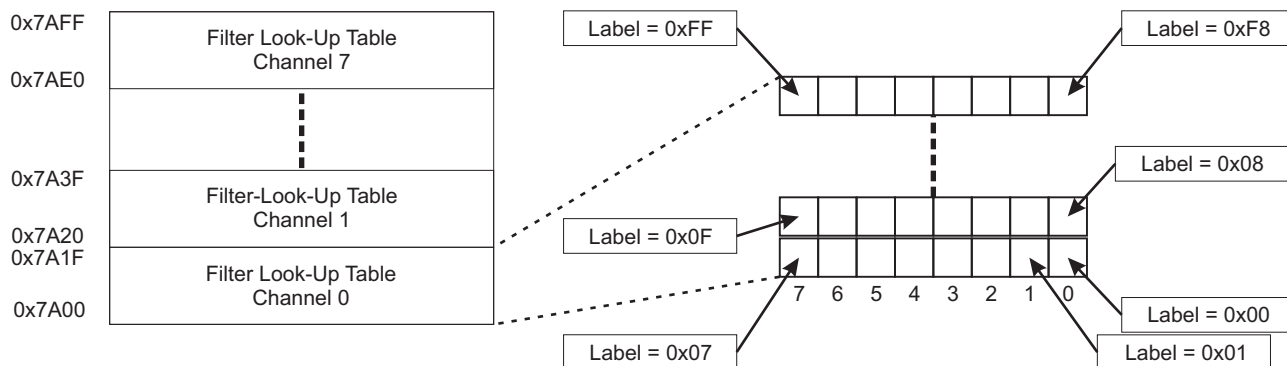 0x7AFF
Filter Look-Up Table
Channel 7
0x7AE0
0x7A3F
Filter-Look-Up Table
Channel 1
0x7A20
0x7A1F
Filter Look-Up Table
Channel 0
0x7A00
Label = 0xFF
Label = 0xF8
Label = 0x08
Label = 0x0F
7 6 5 4 3 2 1 0
Label = 0x00
Label = 0x07
Label = 0x01